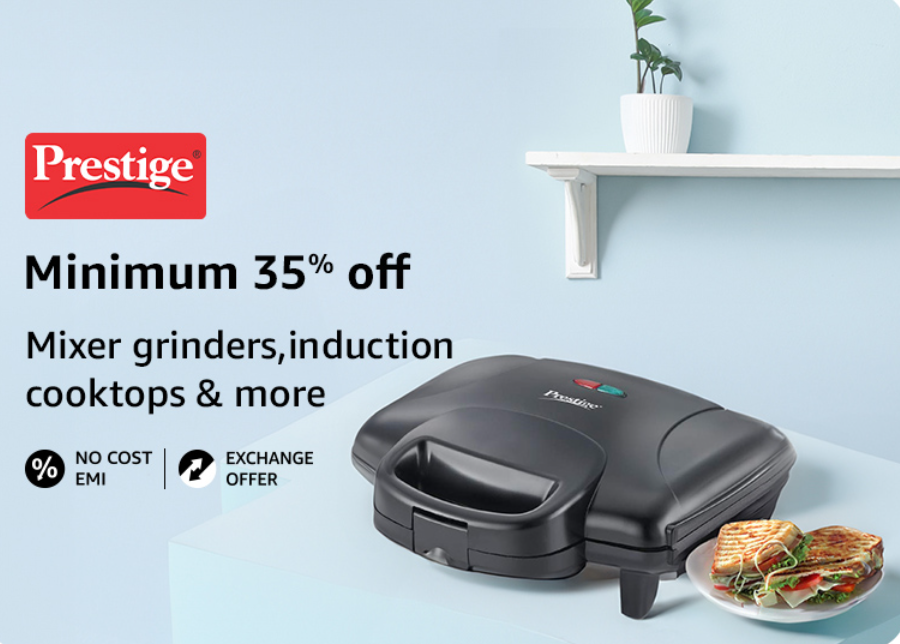 Prestige®
Minimum 35% off
Mixer grinders,induction
cooktops & more
% NO COST
EMI
EXCHANGE
OFFER
Prestige